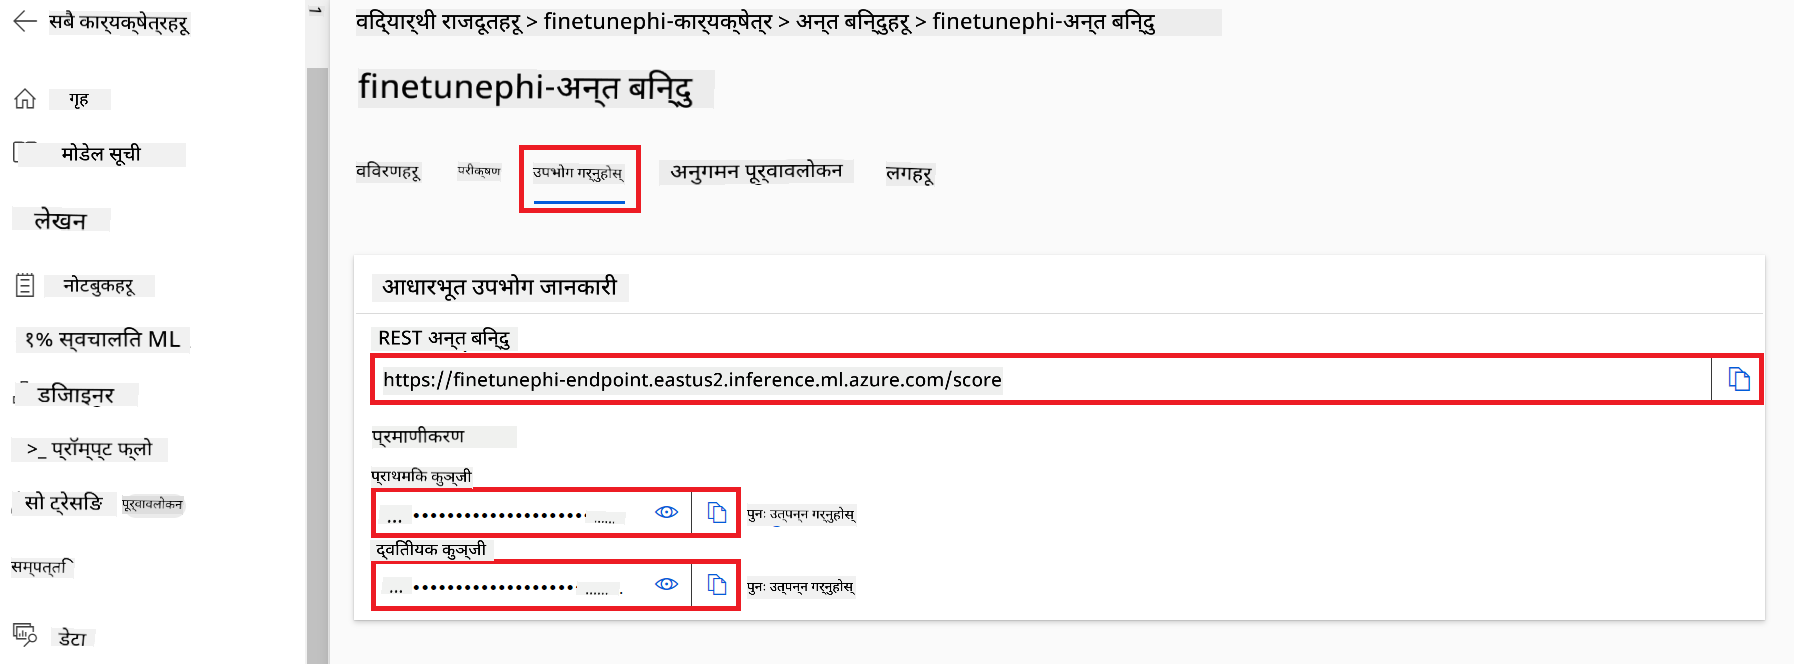 सबै कार्यक्षेत्रहरू
गृह
मोडेल सूची
लेखन
नोटबुकहरू
१% स्वचालित ML
डिजाइनर
>_ प्रॉम्प्ट फ्लो
सो ट्रेसिङ पूर्वावलोकन
सम्पत्ति
डेटा
विद्यार्थी राजदूतहरू > finetunephi-कार्यक्षेत्र > अन्त बिन्दुहरू > finetunephi-अन्त बिन्दु
finetunephi-अन्त बिन्दु
विवरणहरू परीक्षण उपभोग गर्नुहोस् अनुगमन पूर्वावलोकन लगहरू
आधारभूत उपभोग जानकारी
REST अन्त बिन्दु
https://finetunephi-endpoint.eastus2.inference.ml.azure.com/score
प्रमाणीकरण
प्राथमिक कुञ्जी
पुनः उत्पन्न गर्नुहोस्
द्वितीयक कुञ्जी
पुनः उत्पन्न गर्नुहोस्